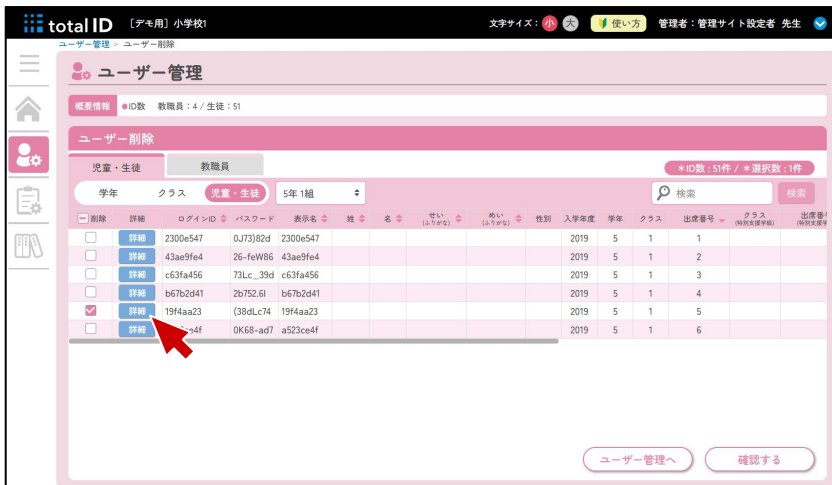 total ID [デモ用] 小学校1 文字サイズ: 小 大 使い方 管理者:管理サイト設定者 先生
ユーザー管理 > ユーザー削除
ユーザー管理
概要情報 ●ID数 教職員:4 / 生徒:51
ユーザー削除
児童・生徒 教職員 *ID数:51件 / *選択数:1件
学年 クラス 児童・生徒 5年 1組 検索 検索
削除 詳細 ログインID パスワード 表示名 姓 名 せい(ふりがな) めい(ふりがな) 性別 入学年度 学年 クラス 出席番号 クラス(特別支援学級) 出席番
詳細 2300e547 0J73)82d 2300e547 2019 5 1 1
詳細 43ae9fe4 26-feW86 43ae9fe4 2019 5 1 2
詳細 c63fa456 73Lc_39d c63fa456 2019 5 1 3
詳細 b67b2d41 2b752.6l b67b2d41 2019 5 1 4
詳細 19f4aa23 (38dLc74 19f4aa23 2019 5 1 5
詳細 ce4f 0K68-ad7 a523ce4f 2019 5 1 6
ユーザー管理へ 確認する